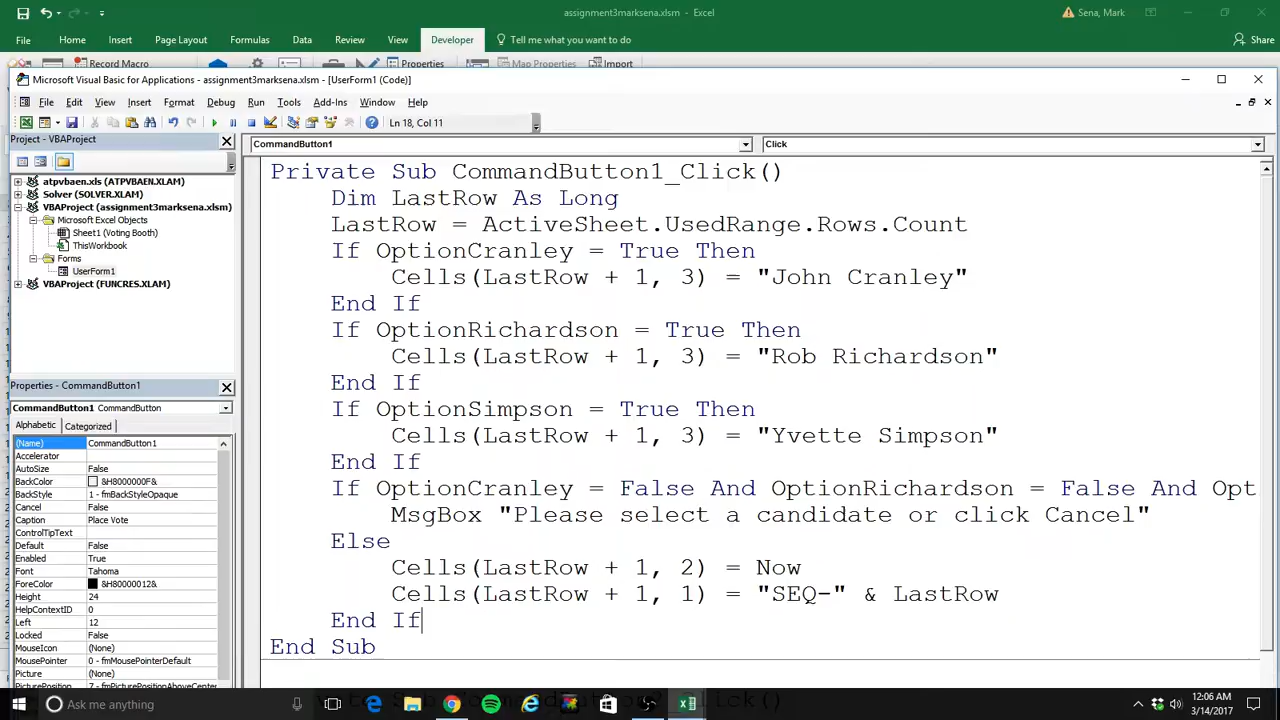 assignment3marksena.xlsm - Excel
Sena, Mark
File Home Insert Page Layout Formulas Data Review View Developer Tell me what you want to do Share
Record Macro Properties Map Properties Import
Microsoft Visual Basic for Applications - assignment3marksena.xlsm - [UserForm1 (Code)]
File Edit View Insert Format Debug Run Tools Add-Ins Window Help
Ln 18, Col 11
Project - VBAProject
atpvbaen.xls (ATPVBAEN.XLAM)
Solver (SOLVER.XLAM)
VBAProject (assignment3marksena.xlsm)
Microsoft Excel Objects
Sheet1 (Voting Booth)
ThisWorkbook
Forms
UserForm1
VBAProject (FUNCRES.XLAM)
Properties - CommandButton1
CommandButton1 CommandButton
Alphabetic Categorized
(Name) CommandButton1
Accelerator
AutoSize False
BackColor &H8000000F&
BackStyle 1 - fmBackStyleOpaque
Cancel False
Caption Place Vote
ControlTipText
Default False
Enabled True
Font Tahoma
ForeColor &H80000012&
Height 24
HelpContextID 0
Left 12
Locked False
MouseIcon (None)
MousePointer 0 - fmMousePointerDefault
Picture (None)
PicturePosition 7 - fmPicturePositionAboveCenter
CommandButton1 Click
Private Sub CommandButton1_Click()
Dim LastRow As Long
LastRow = ActiveSheet.UsedRange.Rows.Count
If OptionCranley = True Then
Cells(LastRow + 1, 3) = "John Cranley"
End If
If OptionRichardson = True Then
Cells(LastRow + 1, 3) = "Rob Richardson"
End If
If OptionSimpson = True Then
Cells(LastRow + 1, 3) = "Yvette Simpson"
End If
If OptionCranley = False And OptionRichardson = False And Opt
MsgBox "Please select a candidate or click Cancel"
Else
Cells(LastRow + 1, 2) = Now
Cells(LastRow + 1, 1) = "SEQ-" & LastRow
End If
End Sub
Ask me anything
12:06 AM
3/14/2017